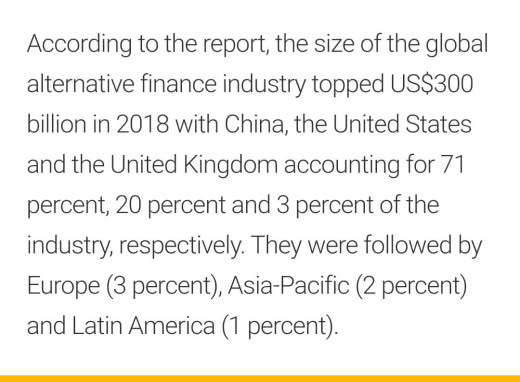 According to the report, the size of the global
alternative finance industry topped US$300
billion in 2018 with China, the United States
and the United Kingdom accounting for 71
percent, 20 percent and 3 percent of the
industry, respectively. They were followed by
Europe (3 percent), Asia-Pacific (2 percent)
and Latin America (1 percent).